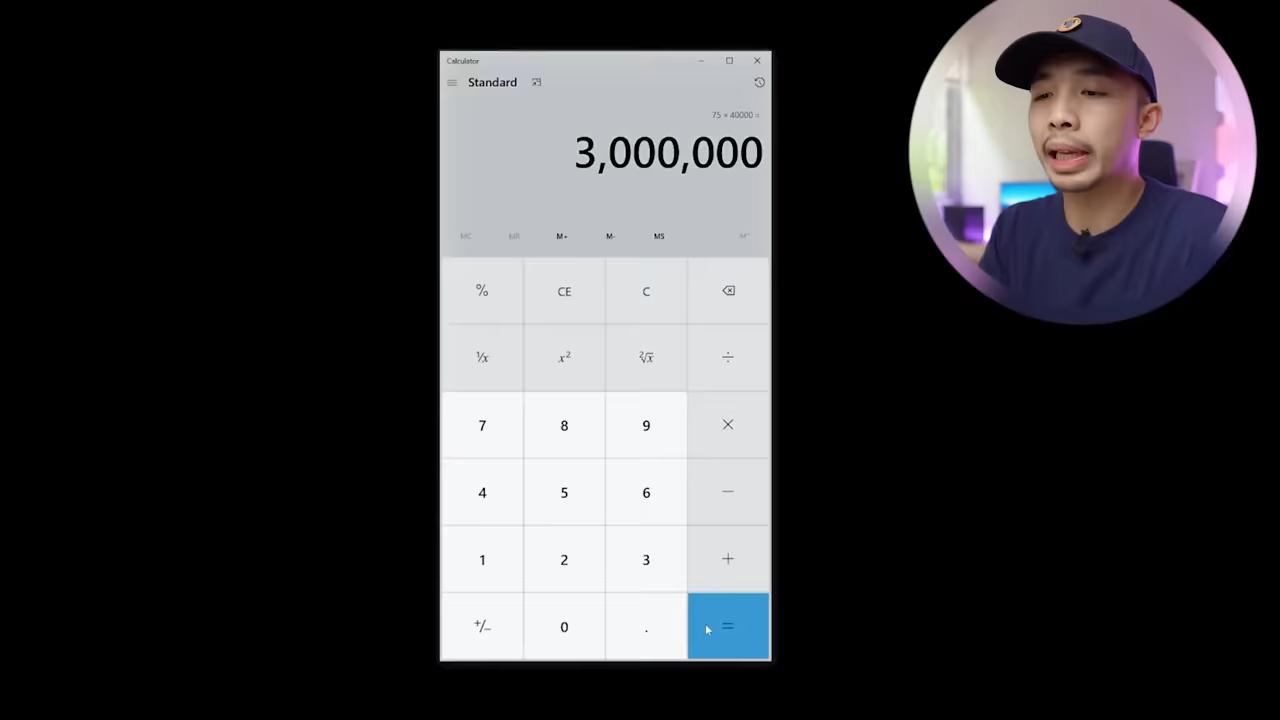 Calculator
Standard
75 × 40000 =
3,000,000
MC MR M+ M- MS M˅
% CE C
¹/x x² ²√x ÷
7 8 9 ×
4 5 6 −
1 2 3 +
+/− 0 . =